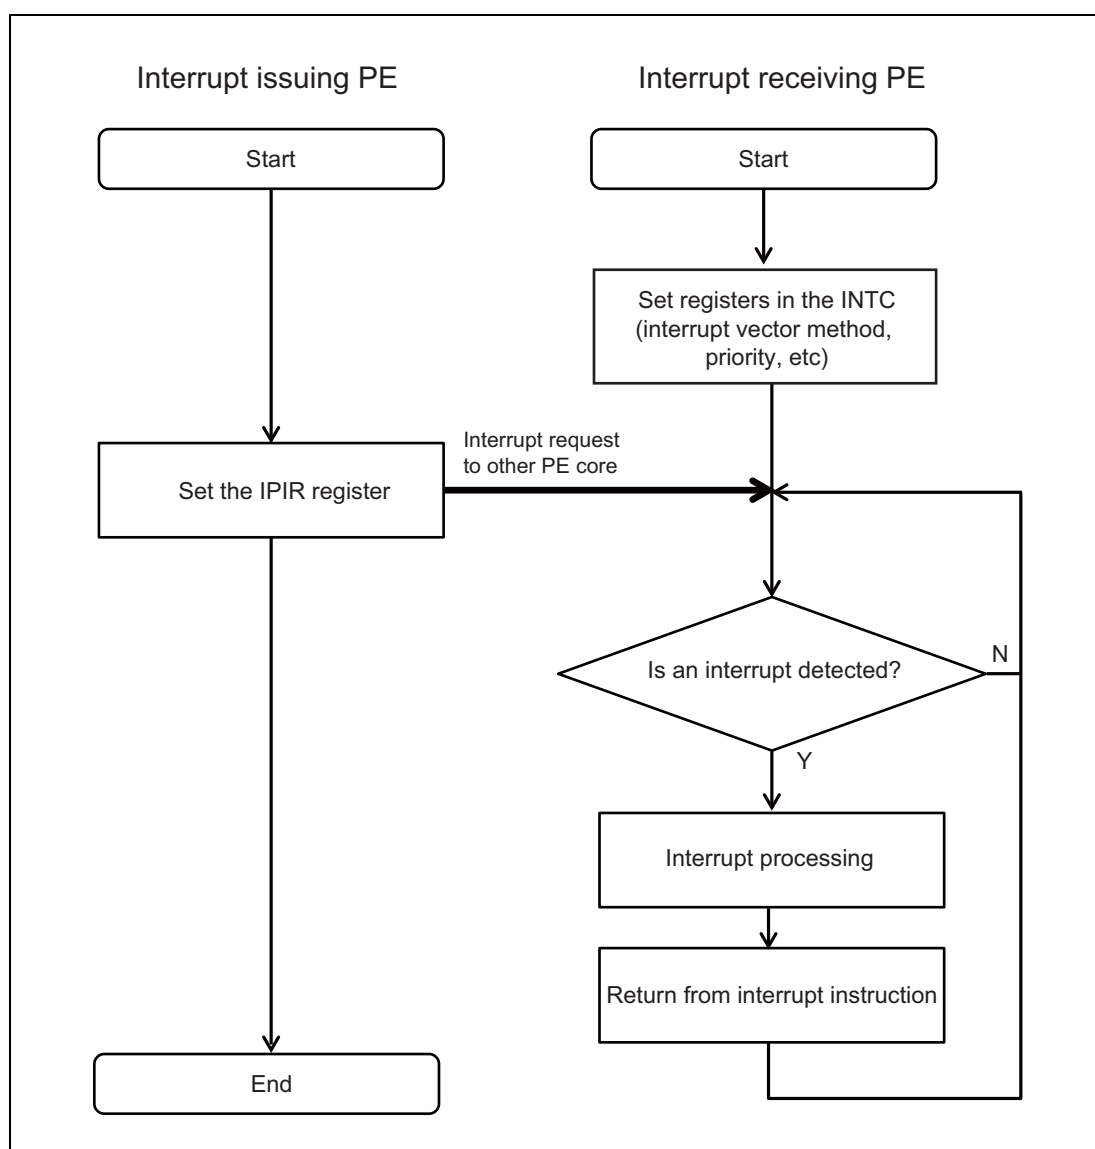 Interrupt issuing PE
Interrupt receiving PE
Start
Start
Set registers in the INTC
(interrupt vector method,
priority, etc)
Interrupt request
to other PE core
Set the IPIR register
Is an interrupt detected?
N
Y
Interrupt processing
Return from interrupt instruction
End